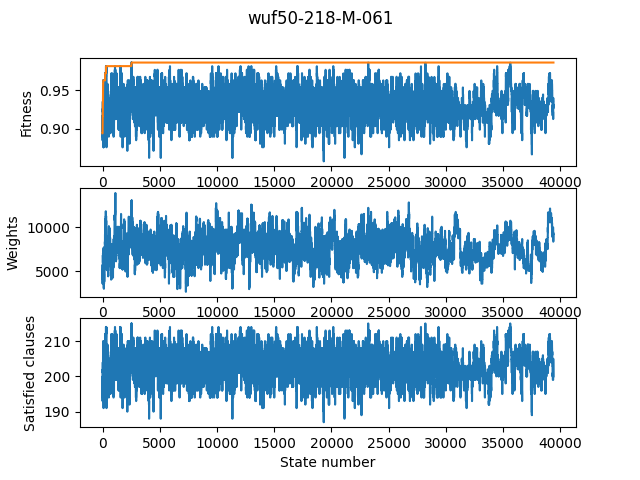 wuf50-218-M-061
Fitness
0.95
0.90
0 5000 10000 15000 20000 25000 30000 35000 40000
Weights
10000
5000
0 5000 10000 15000 20000 25000 30000 35000 40000
Satisfied clauses
210
200
190
0 5000 10000 15000 20000 25000 30000 35000 40000
State number